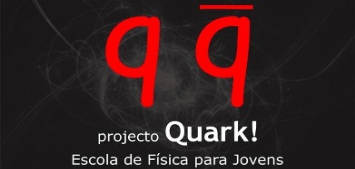 q q̅
projecto Quark!
Escola de Física para Jovens